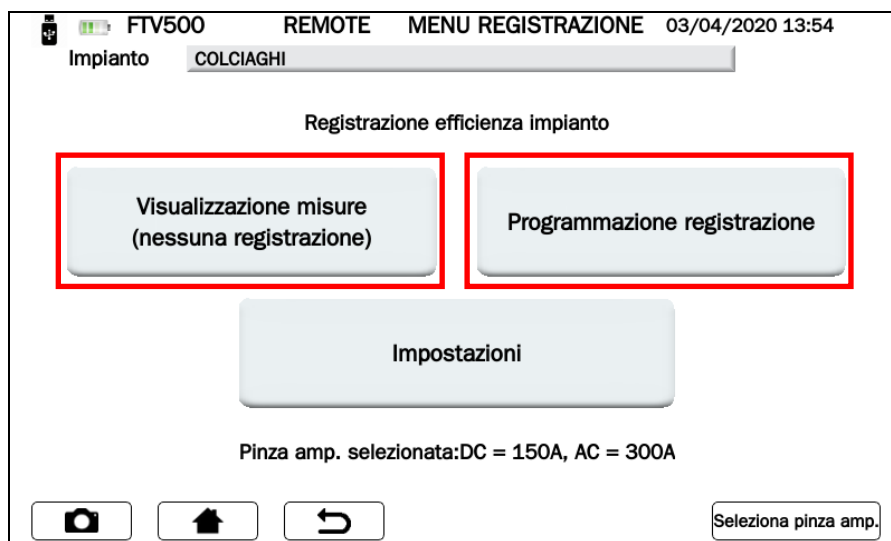 FTV500 REMOTE MENU REGISTRAZIONE 03/04/2020 13:54
Impianto COLCIAGHI
Registrazione efficienza impianto
Visualizzazione misure
(nessuna registrazione)
Programmazione registrazione
Impostazioni
Pinza amp. selezionata:DC = 150A, AC = 300A
Seleziona pinza amp.